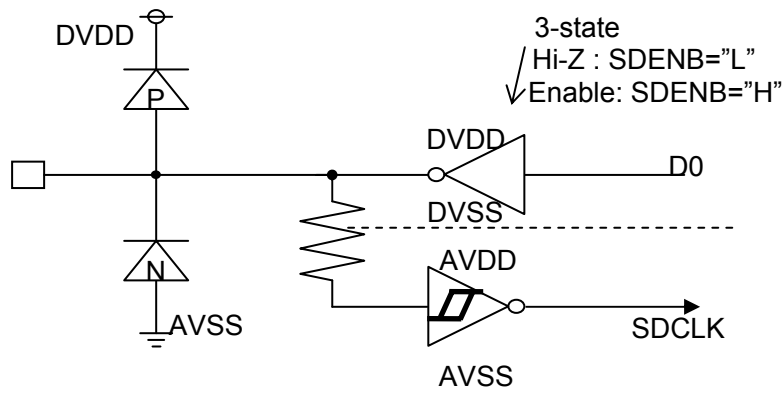 DVDD
3-state
Hi-Z : SDENB=”L”
Enable: SDENB=”H”
P
DVDD
D0
DVSS
N
AVDD
AVSS
SDCLK
AVSS